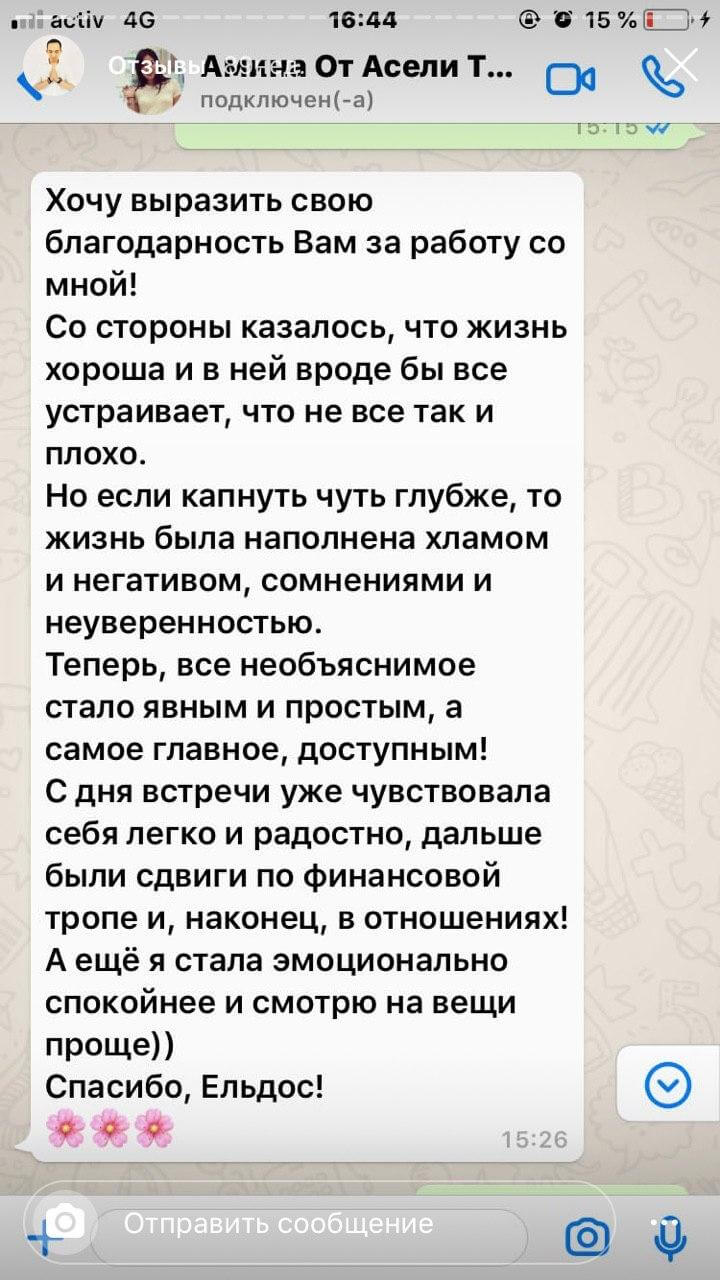 activ 4G 16:44 15 %
Отзывы 89 нед.
От Асели Т...
подключен(-а)
15:15
Хочу выразить свою
благодарность Вам за работу со
мной!
Со стороны казалось, что жизнь
хороша и в ней вроде бы все
устраивает, что не все так и
плохо.
Но если капнуть чуть глубже, то
жизнь была наполнена хламом
и негативом, сомнениями и
неуверенностью.
Теперь, все необъяснимое
стало явным и простым, а
самое главное, доступным!
С дня встречи уже чувствовала
себя легко и радостно, дальше
были сдвиги по финансовой
тропе и, наконец, в отношениях!
А ещё я стала эмоционально
спокойнее и смотрю на вещи
проще))
Спасибо, Ельдос!
🌸🌸🌸
15:26
Отправить сообщение